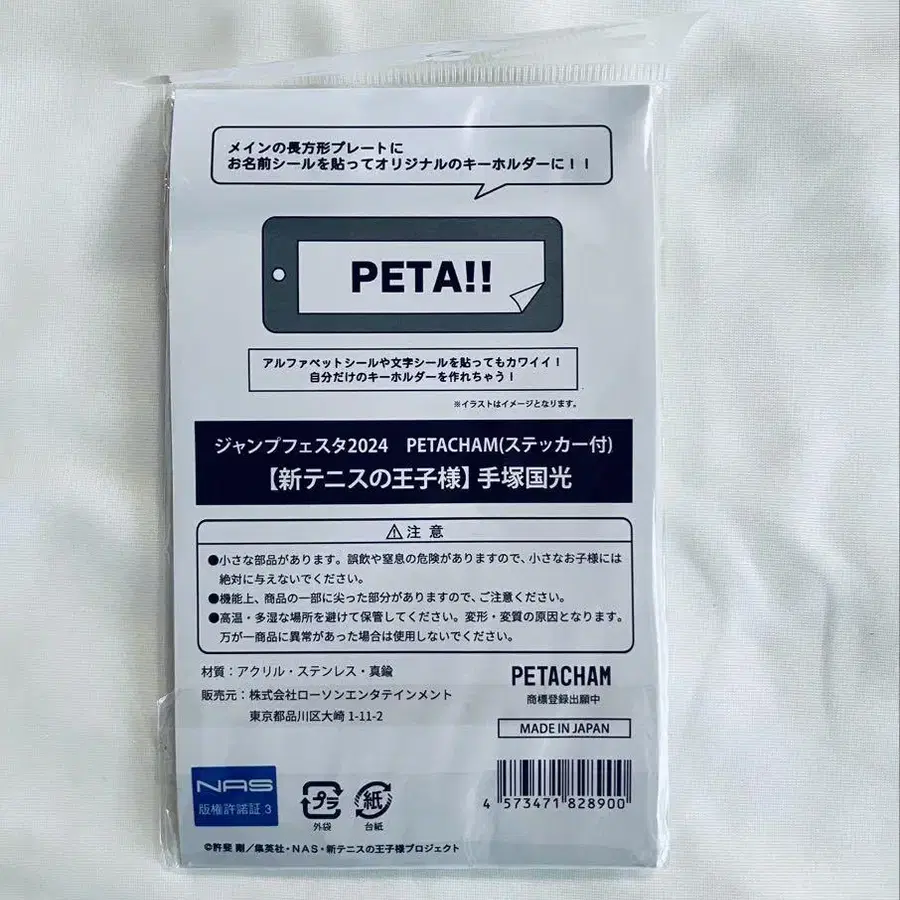 メインの長方形プレートに
お名前シールを貼ってオリジナルのキーホルダーに！！
PETA!!
アルファベットシールや文字シールを貼ってもカワイイ！
自分だけのキーホルダーを作れちゃう！
※イラストはイメージとなります。
ジャンプフェスタ2024　PETACHAM(ステッカー付)
【新テニスの王子様】手塚国光
⚠注 意
●小さな部品があります。誤飲や窒息の危険がありますので、小さなお子様には
絶対に与えないでください。
●機能上、商品の一部に尖った部分がありますので、ご注意ください。
●高温・多湿な場所を避けて保管してください。変形・変質の原因となります。
万が一商品に異常があった場合は使用しないでください。
材質：アクリル・ステンレス・真鍮
販売元：株式会社ローソンエンタテインメント
東京都品川区大崎 1-11-2
PETACHAM
商標登録出願中
MADE IN JAPAN
NAS
版権許諾証 3
プラ
外袋
紙
台紙
4 573471 828900
©許斐 剛／集英社・NAS・新テニスの王子様プロジェクト